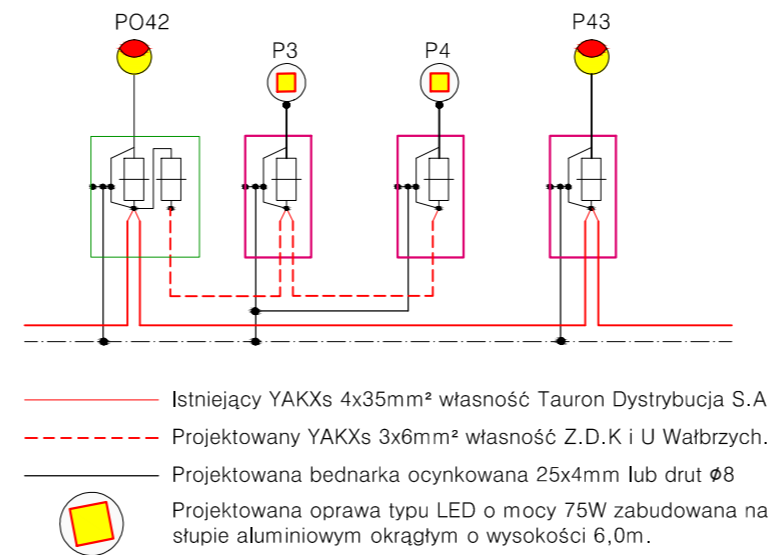 PO42
P3
P4
P43
Istniejący YAKXs 4x35mm² własność Tauron Dystrybucja S.A
Projektowany YAKXs 3x6mm² własność Z.D.K i U Wałbrzych.
Projektowana bednarka ocynkowana 25x4mm lub drut ø8
Projektowana oprawa typu LED o mocy 75W zabudowana na
słupie aluminiowym okrągłym o wysokości 6,0m.